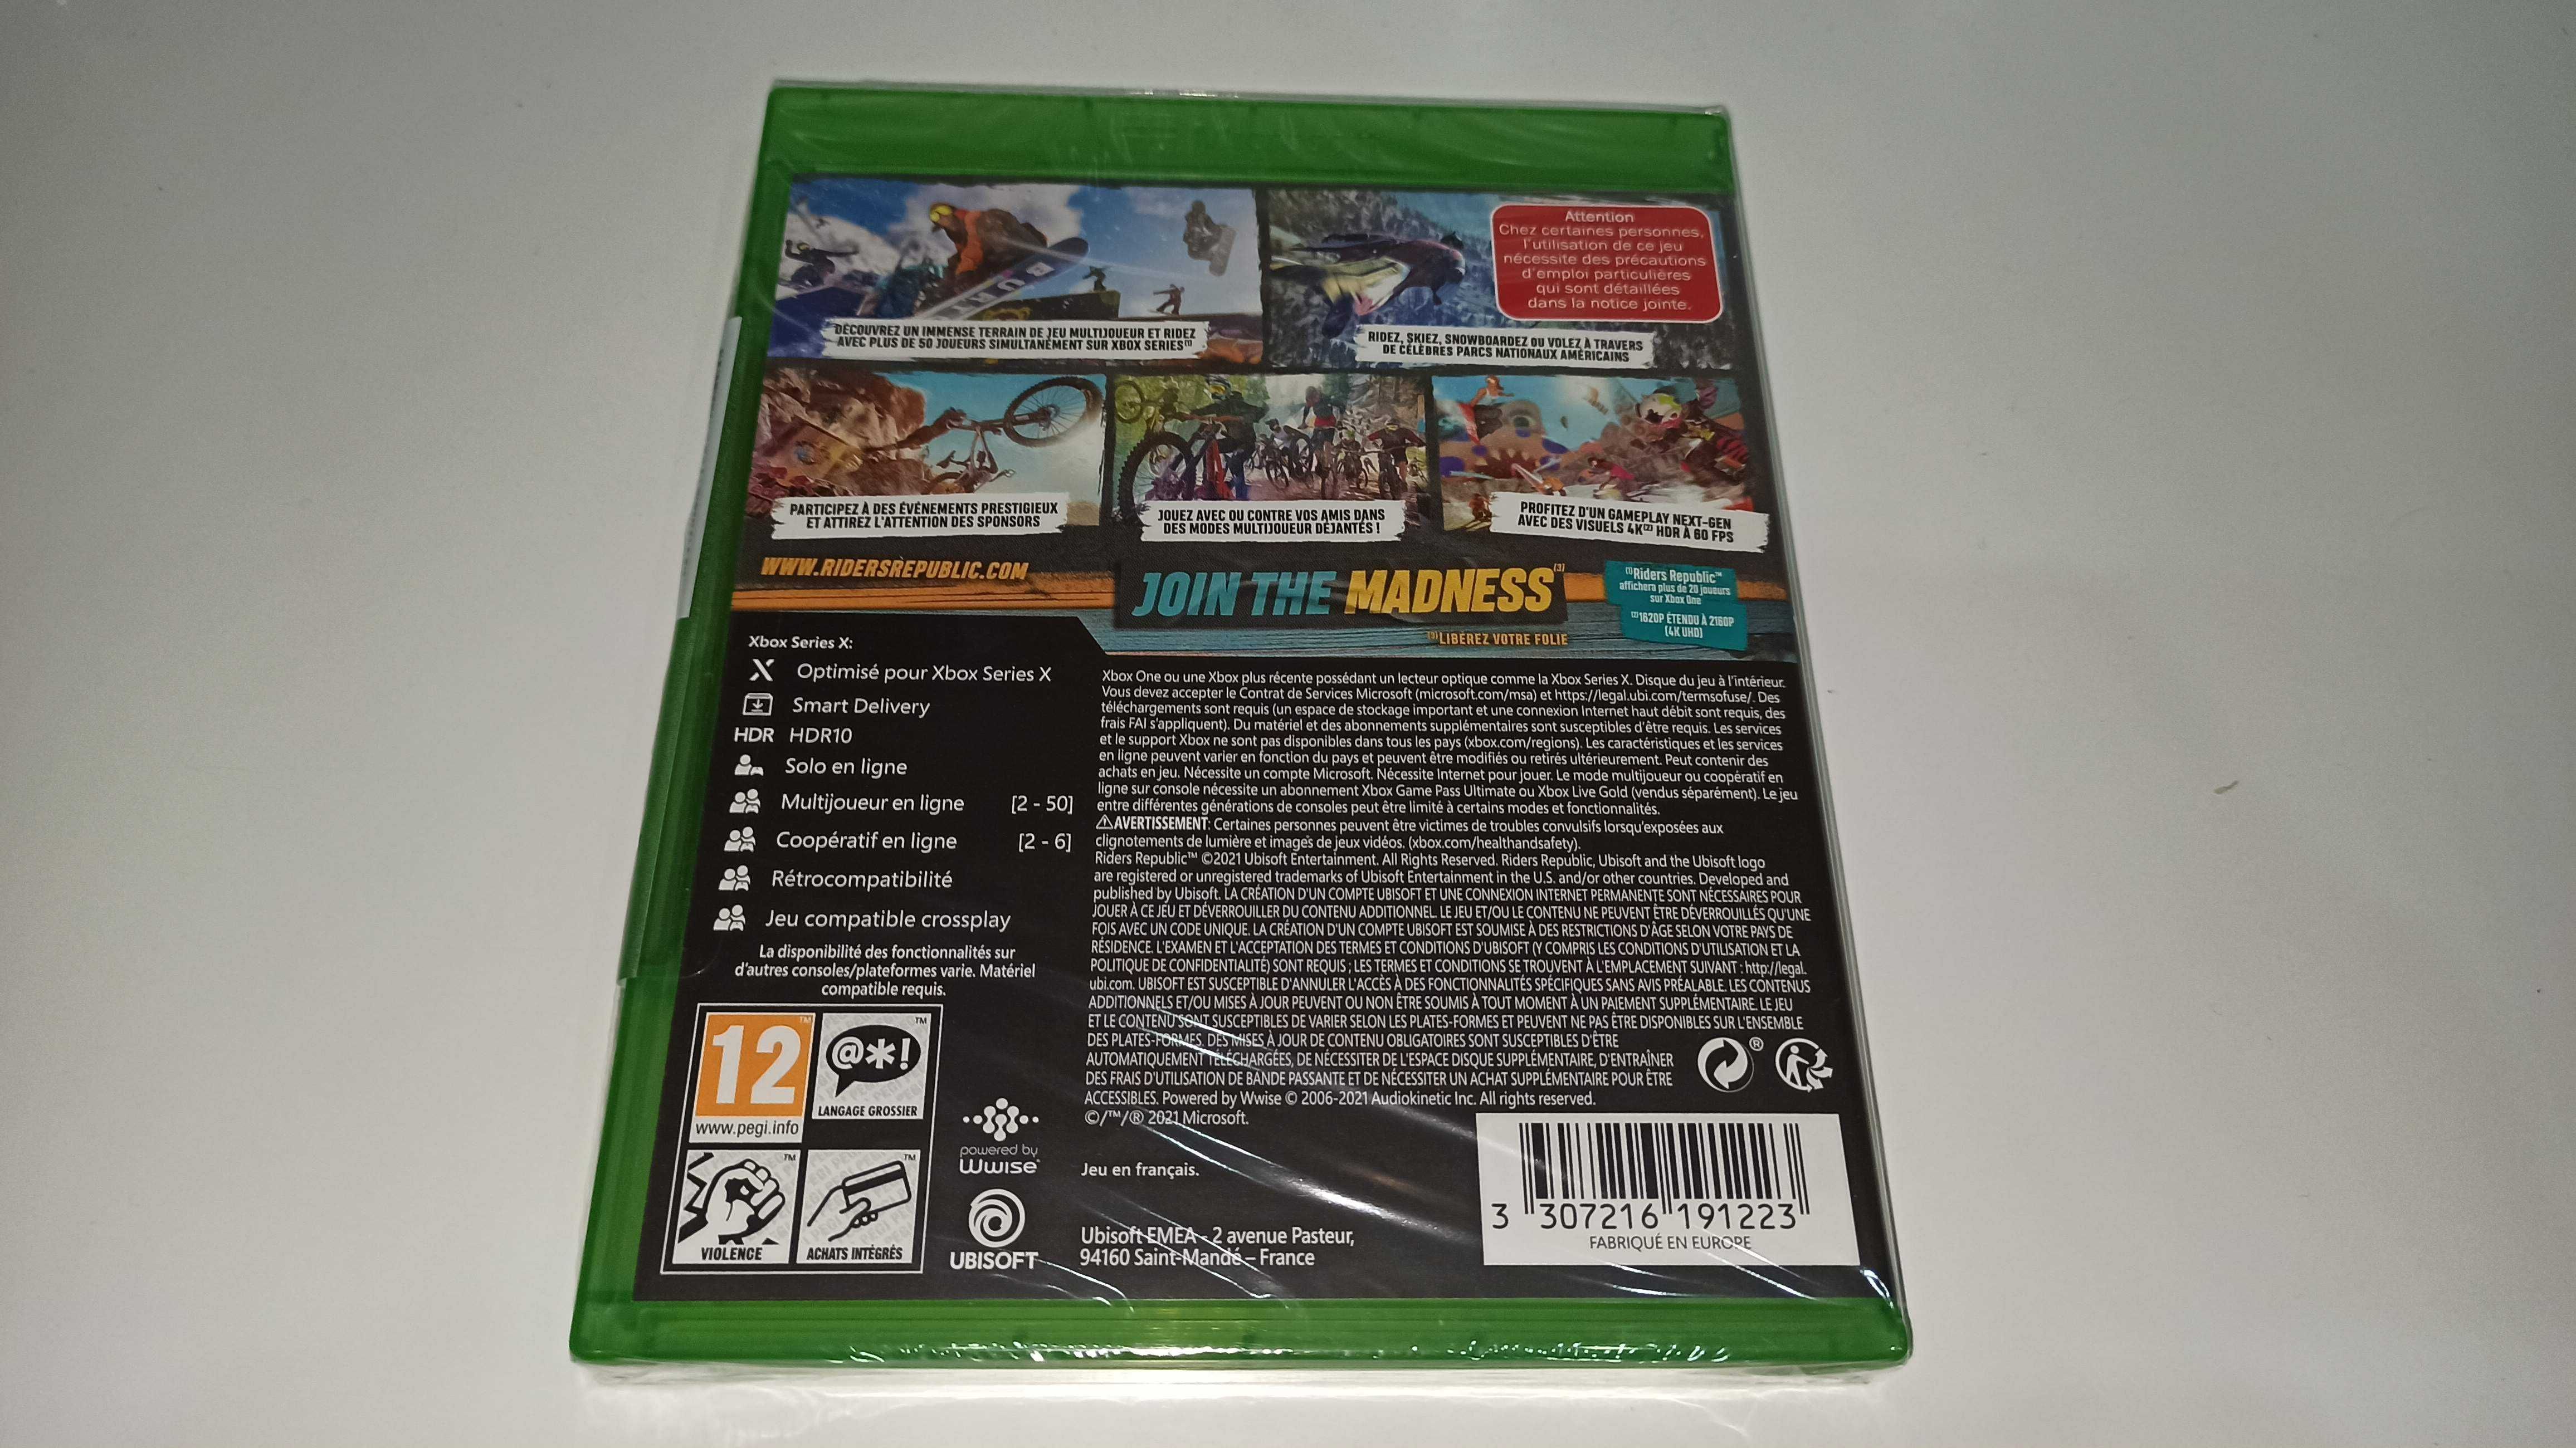 Attention
Chez certaines personnes,
l'utilisation de ce jeu
nécessite des précautions
d'emploi particulières
qui sont détaillées
dans la notice jointe.
DÉCOUVREZ UN IMMENSE TERRAIN DE JEU MULTIJOUEUR ET RIDEZ
AVEC PLUS DE 50 JOUEURS SIMULTANÉMENT SUR XBOX SERIES(1)
RIDEZ, SKIEZ, SNOWBOARDEZ OU VOLEZ À TRAVERS
DE CÉLÈBRES PARCS NATIONAUX AMÉRICAINS
PARTICIPEZ À DES ÉVÉNEMENTS PRESTIGIEUX
ET ATTIREZ L'ATTENTION DES SPONSORS
JOUEZ AVEC OU CONTRE VOS AMIS DANS
DES MODES MULTIJOUEUR DÉJANTÉS !
PROFITEZ D'UN GAMEPLAY NEXT-GEN
AVEC DES VISUELS 4K(2) HDR À 60 FPS
WWW.RIDERSREPUBLIC.COM
JOIN THE MADNESS(3)
(3)LIBÉREZ VOTRE FOLIE
(1)Riders Republic™
affichera plus de 20 joueurs
sur Xbox One
(2)1620P ÉTENDU À 2160P
(4K UHD)
Xbox Series X:
X Optimisé pour Xbox Series X
Smart Delivery
HDR HDR10
Solo en ligne
Multijoueur en ligne [2 - 50]
Coopératif en ligne [2 - 6]
Rétrocompatibilité
Jeu compatible crossplay
La disponibilité des fonctionnalités sur
d'autres consoles/plateformes varie. Matériel
compatible requis.
Xbox One ou une Xbox plus récente possédant un lecteur optique comme la Xbox Series X. Disque du jeu à l'intérieur.
Vous devez accepter le Contrat de Services Microsoft (microsoft.com/msa) et https://legal.ubi.com/termsofuse/. Des
téléchargements sont requis (un espace de stockage important et une connexion Internet haut débit sont requis, des
frais FAI s'appliquent). Du matériel et des abonnements supplémentaires sont susceptibles d'être requis. Les services
et le support Xbox ne sont pas disponibles dans tous les pays (xbox.com/regions). Les caractéristiques et les services
en ligne peuvent varier en fonction du pays et peuvent être modifiés ou retirés ultérieurement. Peut contenir des
achats en jeu. Nécessite un compte Microsoft. Nécessite Internet pour jouer. Le mode multijoueur ou coopératif en
ligne sur console nécessite un abonnement Xbox Game Pass Ultimate ou Xbox Live Gold (vendus séparément). Le jeu
entre différentes générations de consoles peut être limité à certains modes et fonctionnalités.
⚠AVERTISSEMENT: Certaines personnes peuvent être victimes de troubles convulsifs lorsqu'exposées aux
clignotements de lumière et images de jeux vidéos. (xbox.com/healthandsafety).
Riders Republic™ ©2021 Ubisoft Entertainment. All Rights Reserved. Riders Republic, Ubisoft and the Ubisoft logo
are registered or unregistered trademarks of Ubisoft Entertainment in the U.S. and/or other countries. Developed and
published by Ubisoft. LA CRÉATION D'UN COMPTE UBISOFT ET UNE CONNEXION INTERNET PERMANENTE SONT NÉCESSAIRES POUR
JOUER À CE JEU ET DÉVERROUILLER DU CONTENU ADDITIONNEL. LE JEU ET/OU LE CONTENU NE PEUVENT ÊTRE DÉVERROUILLÉS QU'UNE
FOIS AVEC UN CODE UNIQUE. LA CRÉATION D'UN COMPTE UBISOFT EST SOUMISE À DES RESTRICTIONS D'ÂGE SELON VOTRE PAYS DE
RÉSIDENCE. L'EXAMEN ET L'ACCEPTATION DES TERMES ET CONDITIONS D'UBISOFT (Y COMPRIS LES CONDITIONS D'UTILISATION ET LA
POLITIQUE DE CONFIDENTIALITÉ) SONT REQUIS ; LES TERMES ET CONDITIONS SE TROUVENT À L'EMPLACEMENT SUIVANT : http://legal.
ubi.com. UBISOFT EST SUSCEPTIBLE D'ANNULER L'ACCÈS À DES FONCTIONNALITÉS SPÉCIFIQUES SANS AVIS PRÉALABLE. LES CONTENUS
ADDITIONNELS ET/OU MISES À JOUR PEUVENT OU NON ÊTRE SOUMIS À TOUT MOMENT À UN PAIEMENT SUPPLÉMENTAIRE. LE JEU
ET LE CONTENU SONT SUSCEPTIBLES DE VARIER SELON LES PLATES-FORMES ET PEUVENT NE PAS ÊTRE DISPONIBLES SUR L'ENSEMBLE
DES PLATES-FORMES. DES MISES À JOUR DE CONTENU OBLIGATOIRES SONT SUSCEPTIBLES D'ÊTRE
AUTOMATIQUEMENT TÉLÉCHARGÉES, DE NÉCESSITER DE L'ESPACE DISQUE SUPPLÉMENTAIRE, D'ENTRAÎNER
DES FRAIS D'UTILISATION DE BANDE PASSANTE ET DE NÉCESSITER UN ACHAT SUPPLÉMENTAIRE POUR ÊTRE
ACCESSIBLES. Powered by Wwise © 2006-2021 Audiokinetic Inc. All rights reserved.
©/™/® 2021 Microsoft.
12
www.pegi.info
@*!
LANGAGE GROSSIER
VIOLENCE
ACHATS INTÉGRÉS
powered by
Wwise
UBISOFT
Jeu en français.
Ubisoft EMEA - 2 avenue Pasteur,
94160 Saint-Mandé – France
3 307216 191223
FABRIQUÉ EN EUROPE